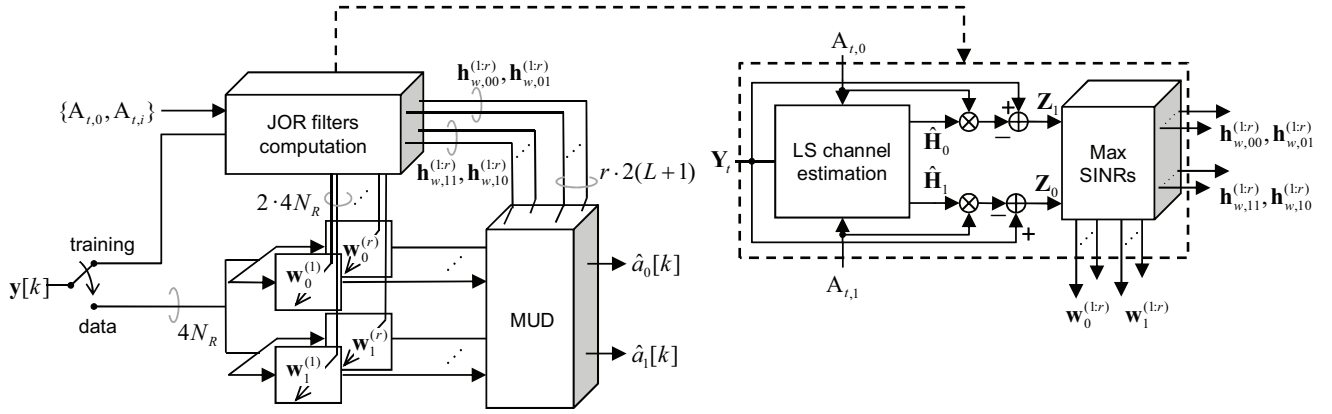 {A_{t,0}, A_{t,i}}
JOR filters
computation
h_{w,00}^{(1:r)}, h_{w,01}^{(1:r)}
h_{w,11}^{(1:r)}, h_{w,10}^{(1:r)}
r·2(L+1)
2·4N_R
training
y[k]
data
4N_R
w_0^{(1)}
w_0^{(r)}
w_1^{(1)}
w_1^{(r)}
MUD
â_0[k]
â_1[k]
A_{t,0}
Y_t
LS channel
estimation
Ĥ_0
Ĥ_1
+
−
Z_1
−
+
Z_0
Max
SINRs
h_{w,00}^{(1:r)}, h_{w,01}^{(1:r)}
h_{w,11}^{(1:r)}, h_{w,10}^{(1:r)}
A_{t,1}
w_0^{(1:r)}
w_1^{(1:r)}